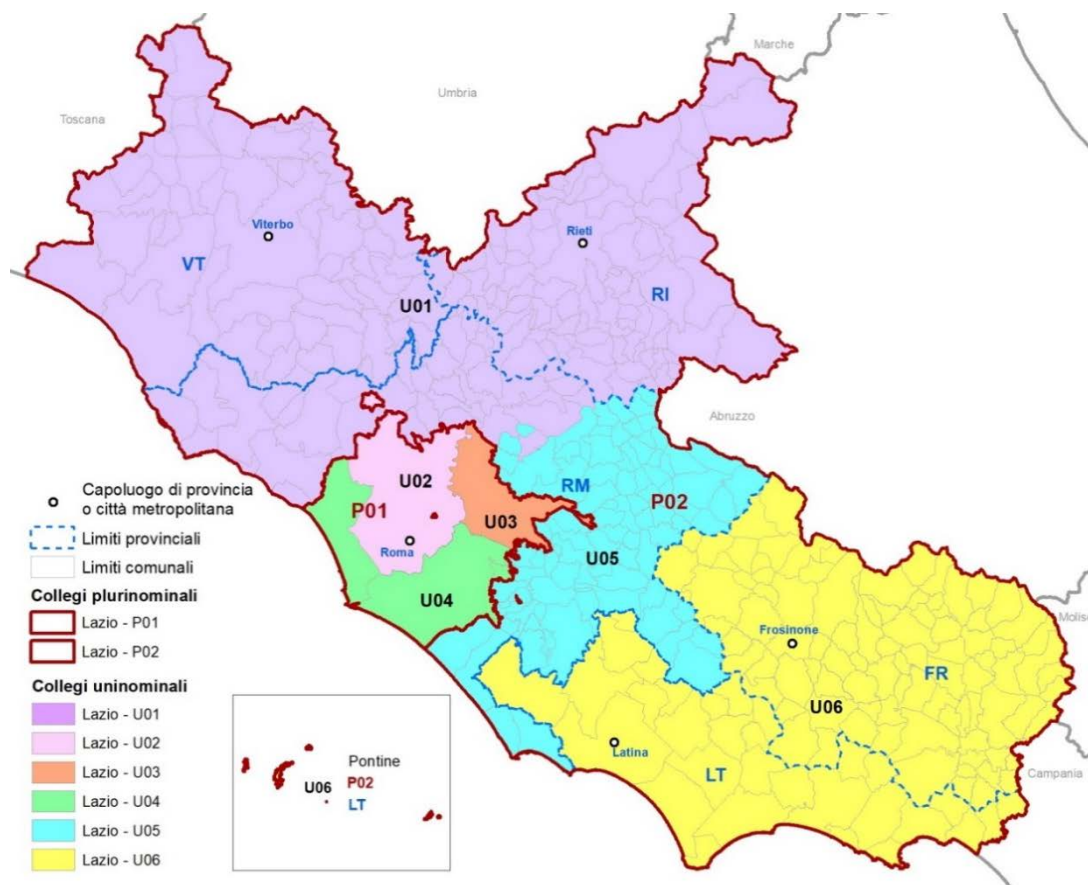 Marche
Umbria
Toscana
Viterbo
Rieti
VT
RI
U01
Abruzzo
U02
RM
P02
P01
U03
Roma
U05
U04
Molise
Frosinone
FR
U06
Latina
LT
Campania
Capoluogo di provincia
o città metropolitana
Limiti provinciali
Limiti comunali
Collegi plurinominali
Lazio - P01
Lazio - P02
Collegi uninominali
Lazio - U01
Lazio - U02
Lazio - U03
Lazio - U04
Lazio - U05
Lazio - U06
Pontine
U06 P02
LT